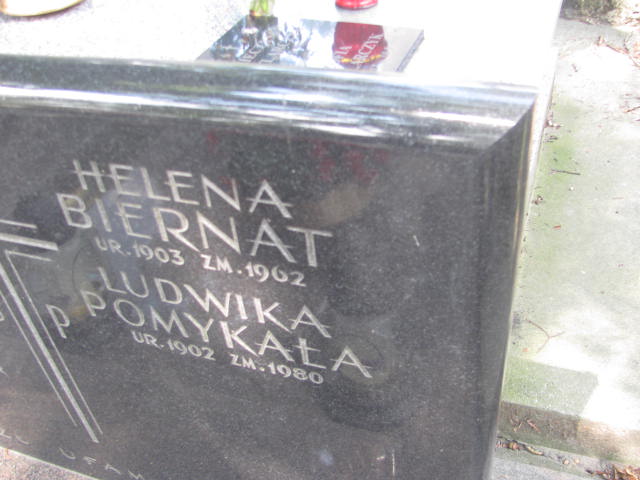 HELENA
BIERNAT
UR. 1903 ZM. 1962
LUDWIKA
POMYKAŁA
UR. 1902 ZM. 1980
P